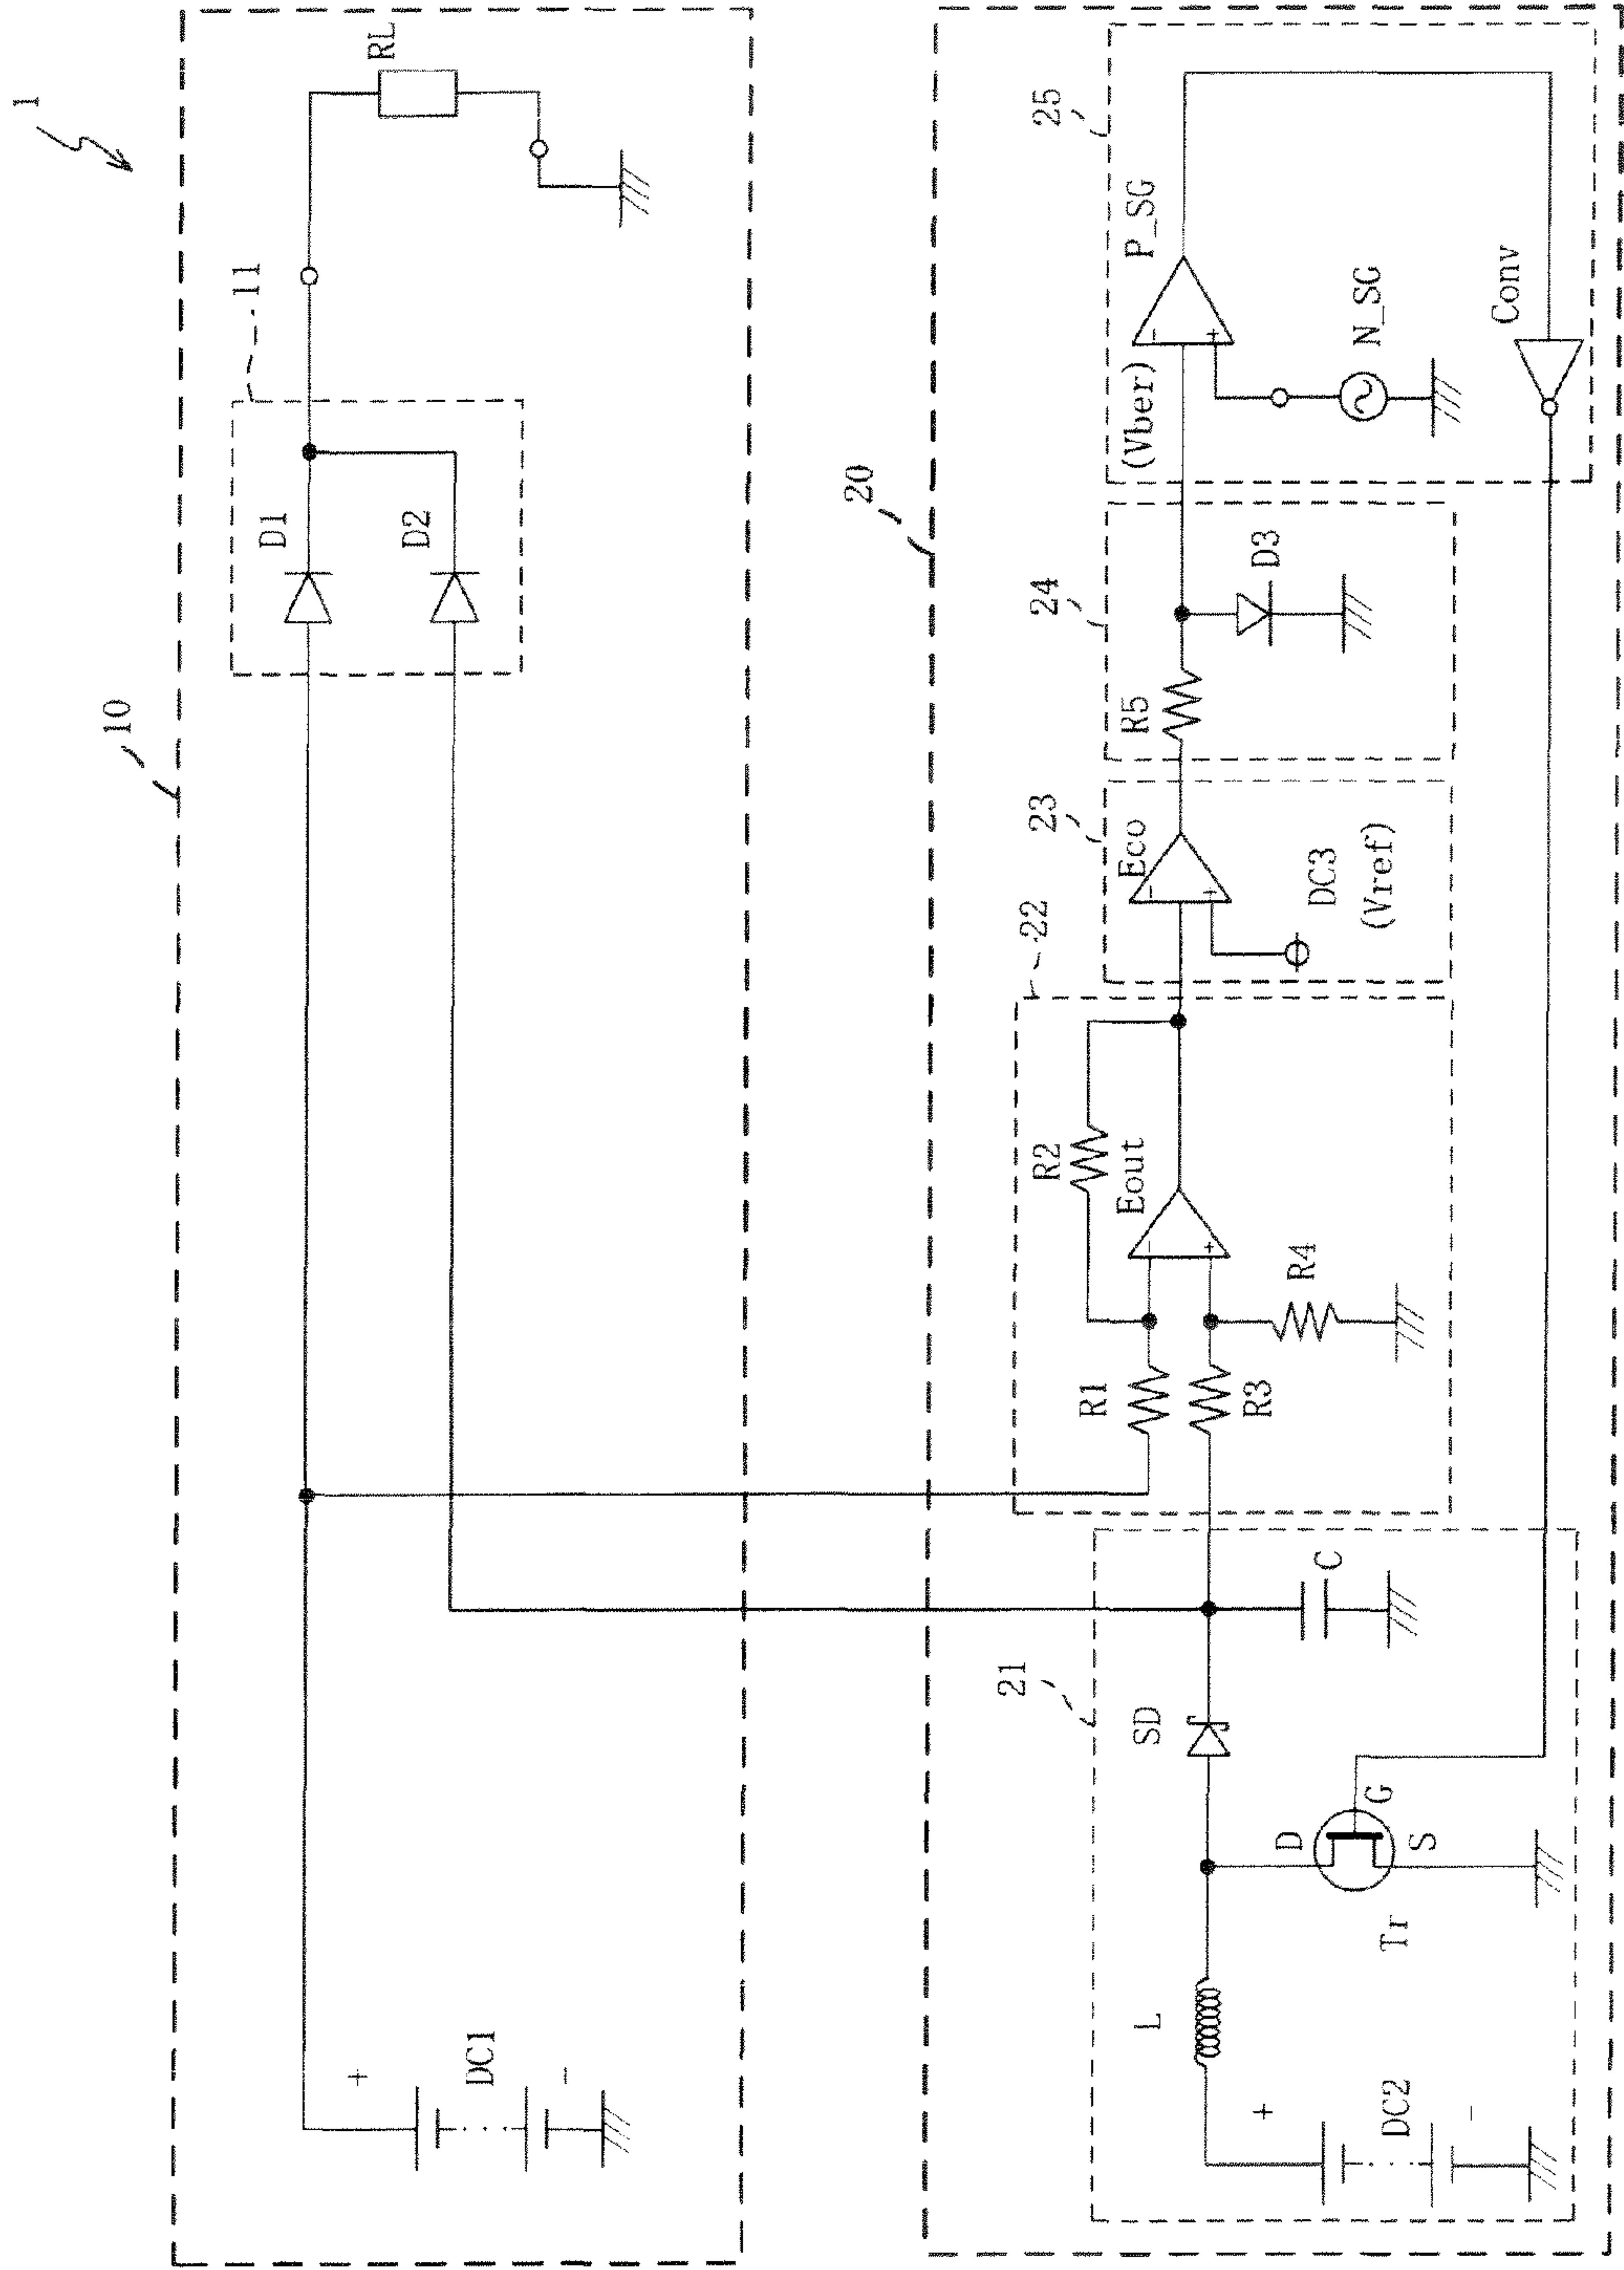 1
10
11
D1
D2
RL
+
DC1
-
20
21
22
23
24
25
L
SD
+
DC2
-
D
G
S
Tr
C
R1
R2
R3
R4
Eout
-
+
Eco
-
+
DC3
(Vref)
R5
D3
(Vber)
P_SG
-
+
N_SG
Conv